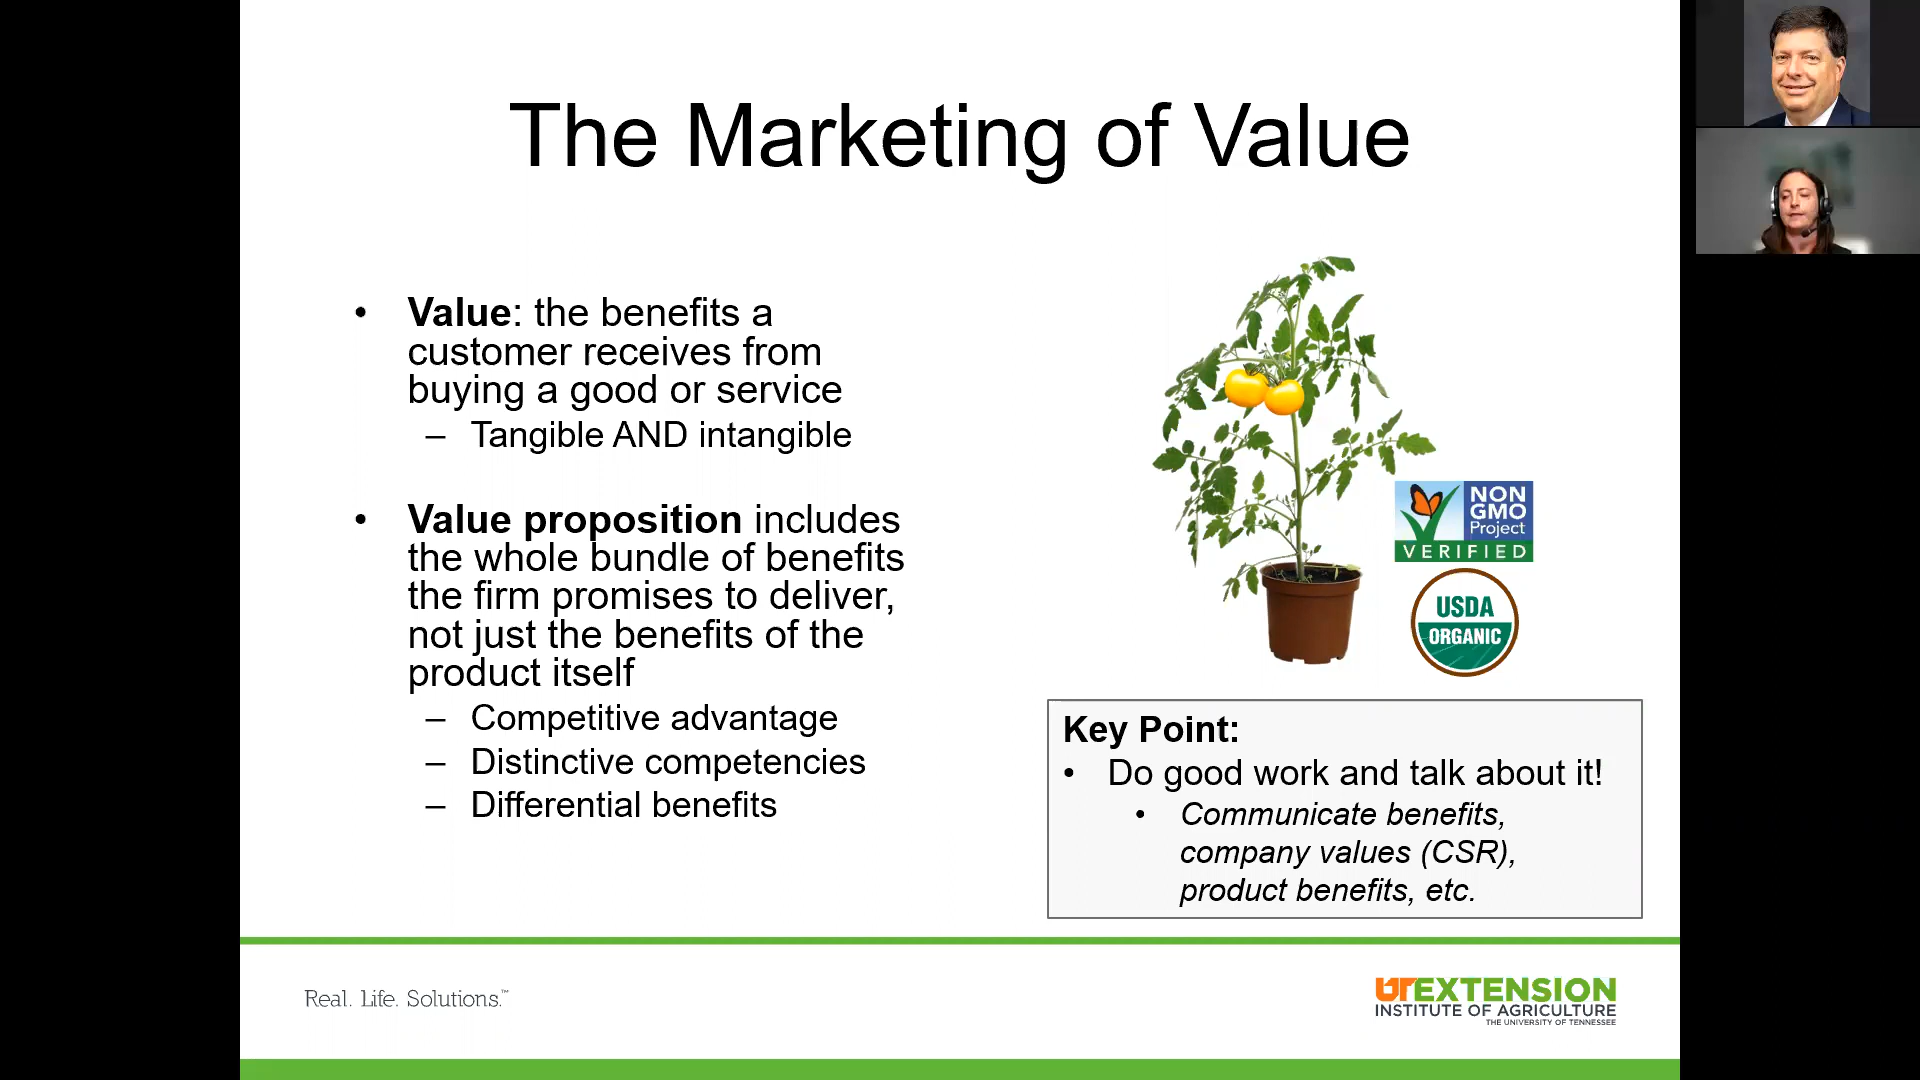 The Marketing of Value
• Value: the benefits a
customer receives from
buying a good or service
– Tangible AND intangible
• Value proposition includes
the whole bundle of benefits
the firm promises to deliver,
not just the benefits of the
product itself
– Competitive advantage
– Distinctive competencies
– Differential benefits
NON
GMO
Project
VERIFIED
USDA
ORGANIC
Key Point:
• Do good work and talk about it!
• Communicate benefits,
company values (CSR),
product benefits, etc.
Real. Life. Solutions.™
UT EXTENSION
INSTITUTE OF AGRICULTURE
THE UNIVERSITY OF TENNESSEE